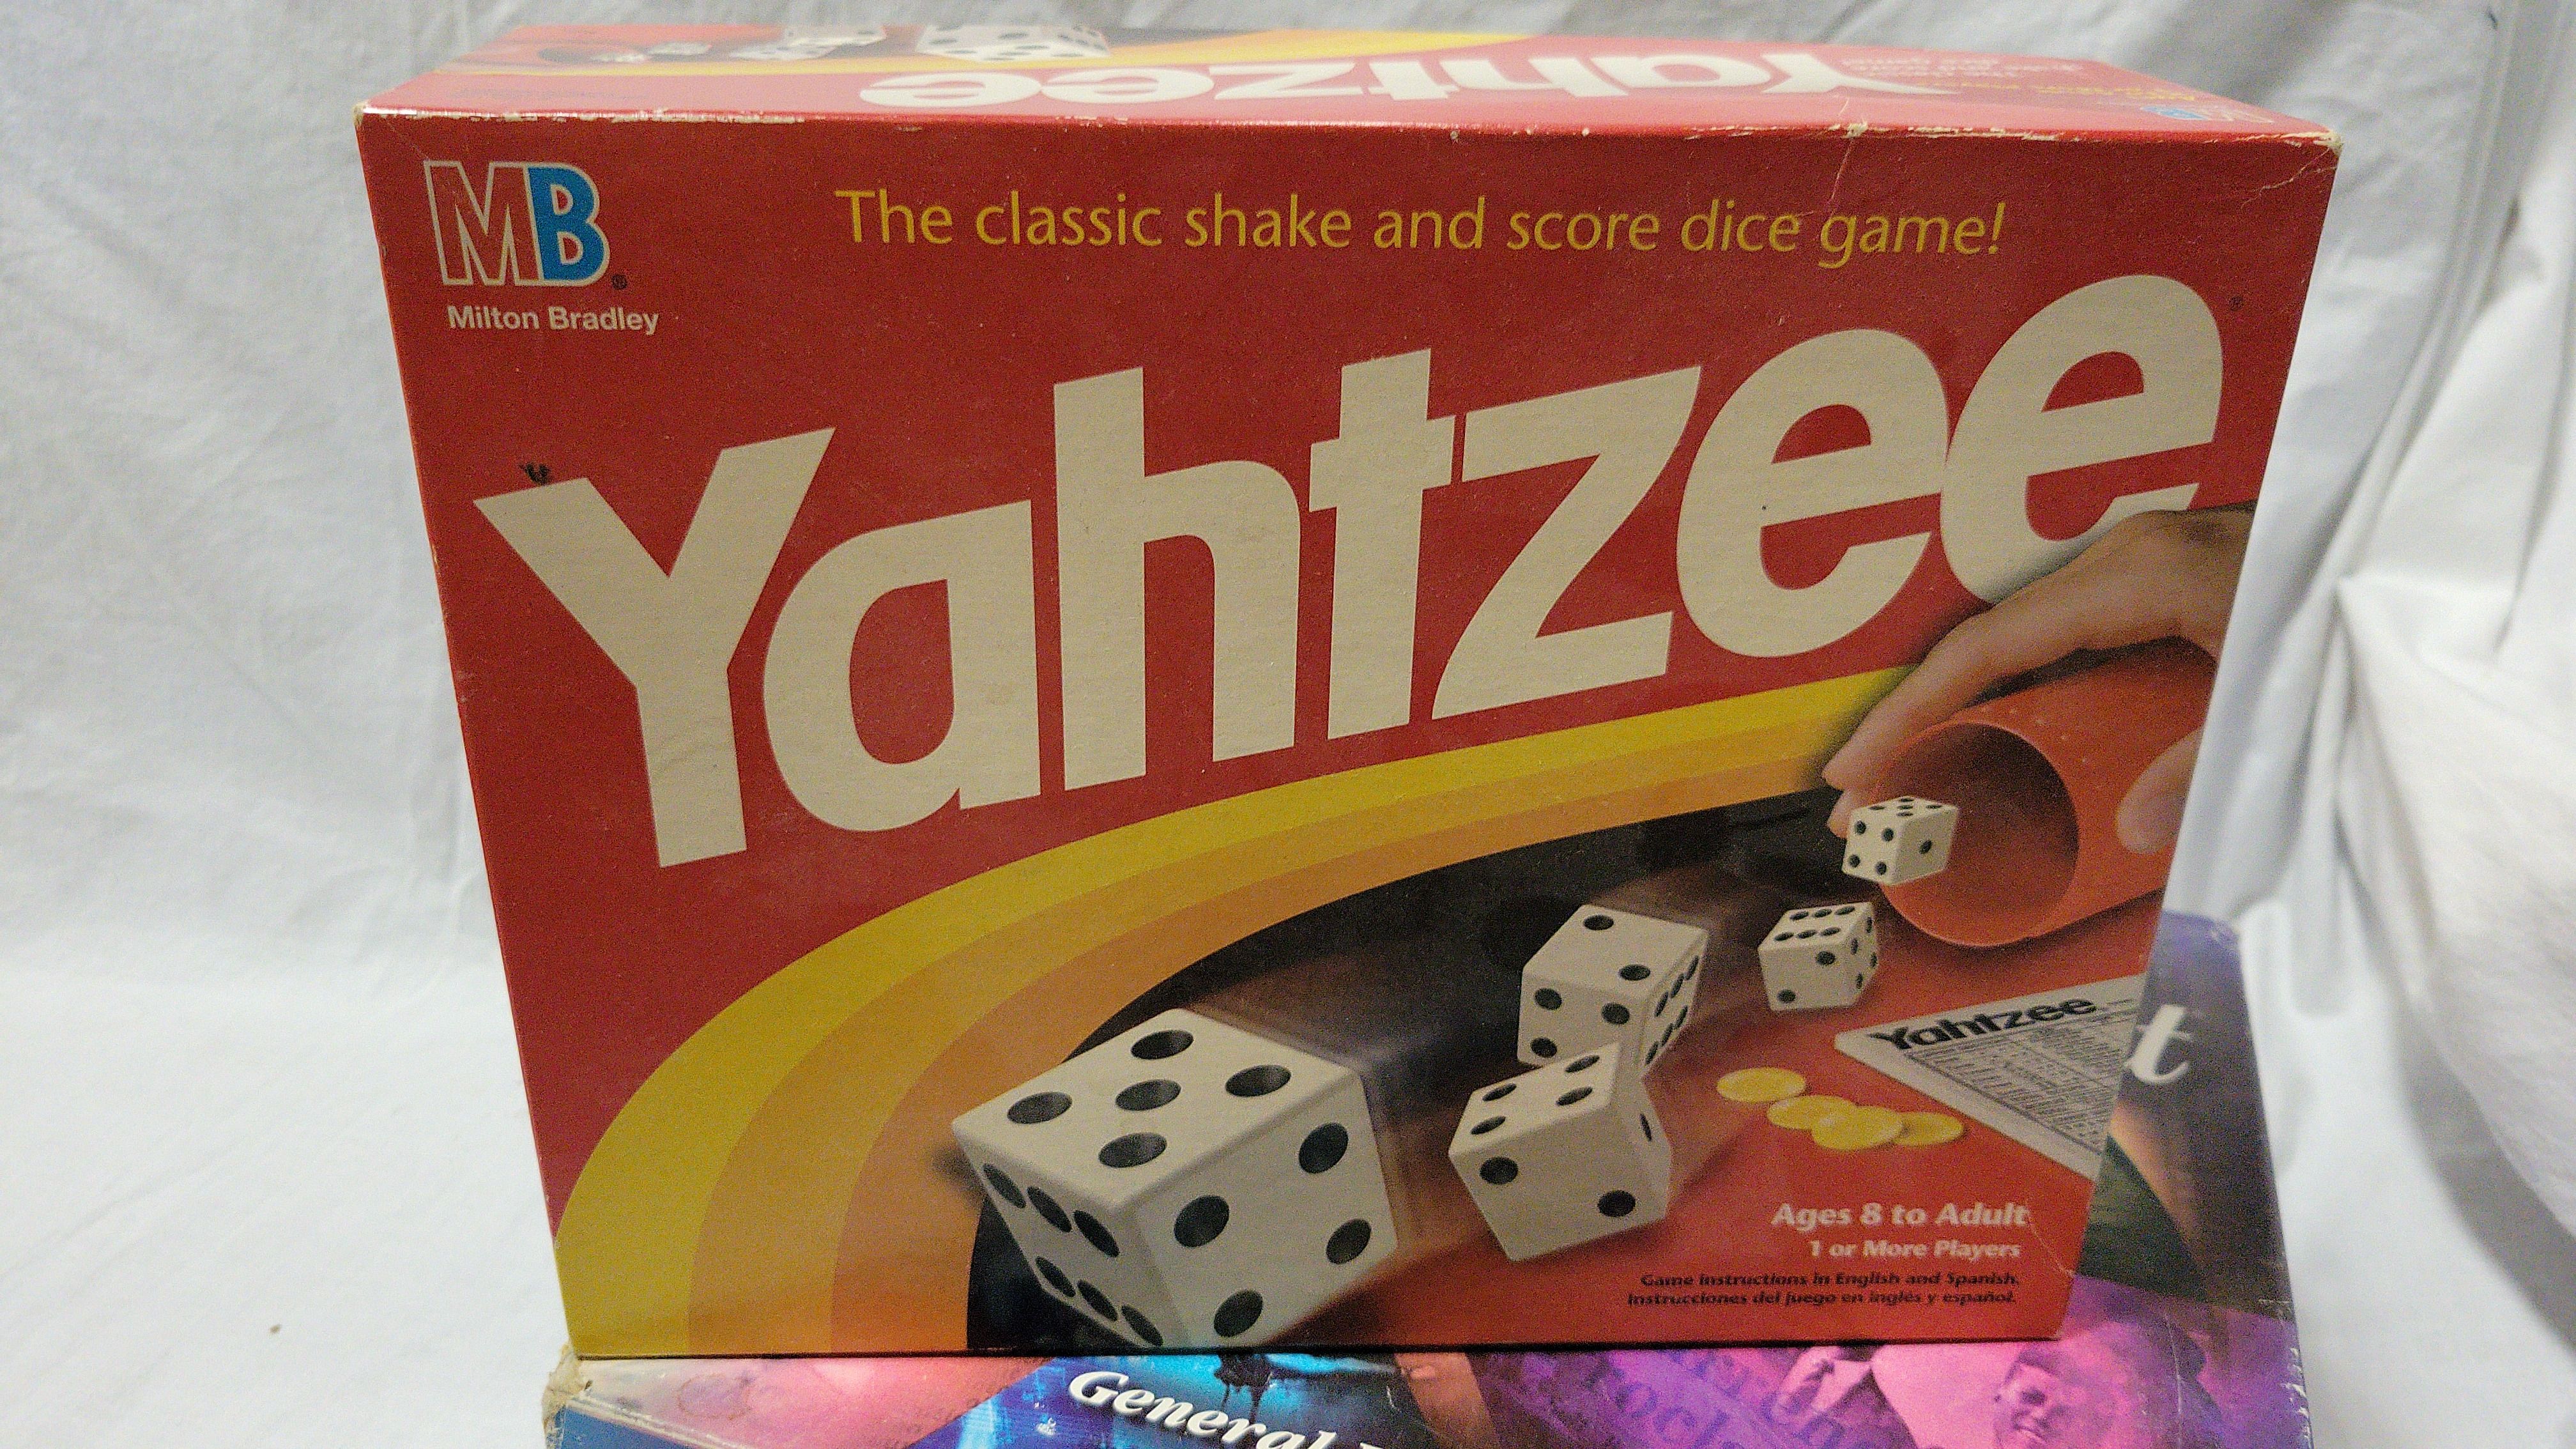 Yahtzee
MB®
Milton Bradley
The classic shake and score dice game!
Yahtzee®
Yahtzee
Ages 8 to Adult
1 or More Players
Game instructions in English and Spanish.
Instrucciones del juego en inglés y español.
t
General